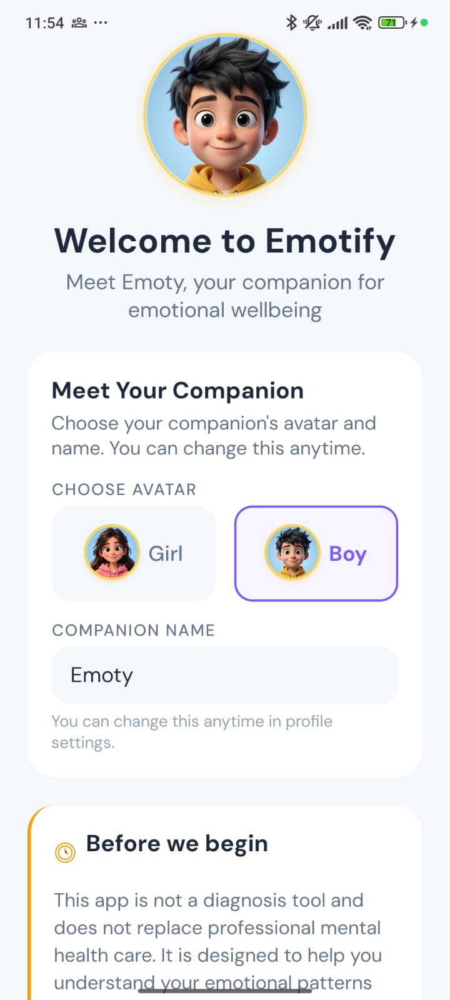 11:54
71
Welcome to Emotify
Meet Emoty, your companion for
emotional wellbeing
Meet Your Companion
Choose your companion's avatar and
name. You can change this anytime.
CHOOSE AVATAR
Girl
Boy
COMPANION NAME
Emoty
You can change this anytime in profile
settings.
Before we begin
This app is not a diagnosis tool and
does not replace professional mental
health care. It is designed to help you
understand your emotional patterns